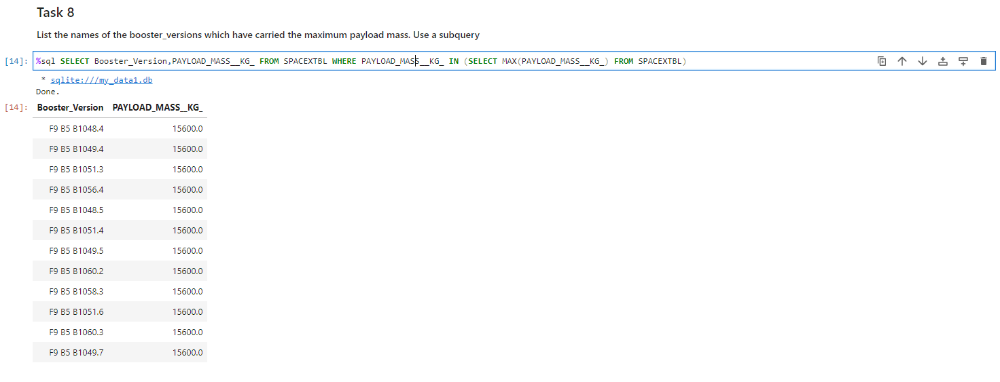 Task 8
List the names of the booster_versions which have carried the maximum payload mass. Use a subquery
[14]: %sql SELECT Booster_Version,PAYLOAD_MASS__KG_ FROM SPACEXTBL WHERE PAYLOAD_MASS__KG_ IN (SELECT MAX(PAYLOAD_MASS__KG_) FROM SPACEXTBL)
* sqlite:///my_data1.db
Done.
[14]: Booster_Version PAYLOAD_MASS__KG_
F9 B5 B1048.4 15600.0
F9 B5 B1049.4 15600.0
F9 B5 B1051.3 15600.0
F9 B5 B1056.4 15600.0
F9 B5 B1048.5 15600.0
F9 B5 B1051.4 15600.0
F9 B5 B1049.5 15600.0
F9 B5 B1060.2 15600.0
F9 B5 B1058.3 15600.0
F9 B5 B1051.6 15600.0
F9 B5 B1060.3 15600.0
F9 B5 B1049.7 15600.0